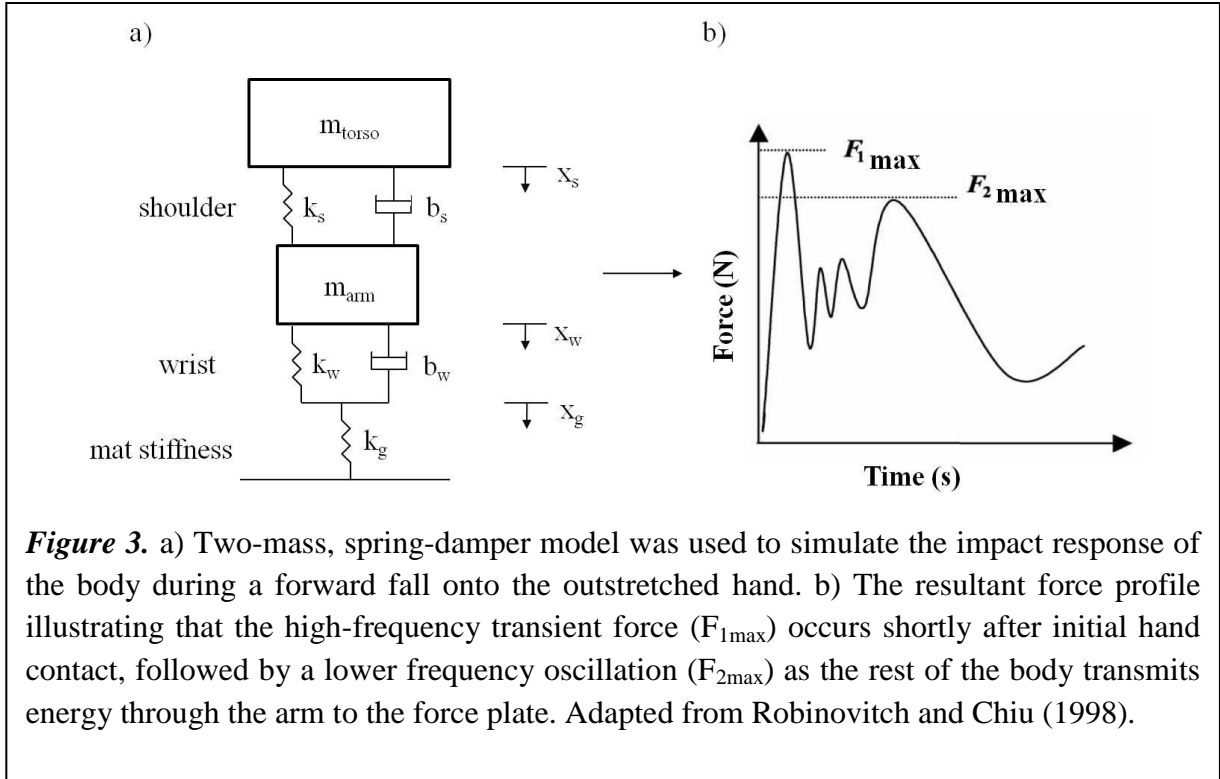 a)
b)
m_torso
x_s
shoulder
k_s
b_s
m_arm
x_w
wrist
k_w
b_w
x_g
mat stiffness
k_g
F_1 max
F_2 max
Force (N)
Time (s)
Figure 3. a) Two-mass, spring-damper model was used to simulate the impact response of
the body during a forward fall onto the outstretched hand. b) The resultant force profile
illustrating that the high-frequency transient force (F_1max) occurs shortly after initial hand
contact, followed by a lower frequency oscillation (F_2max) as the rest of the body transmits
energy through the arm to the force plate. Adapted from Robinovitch and Chiu (1998).